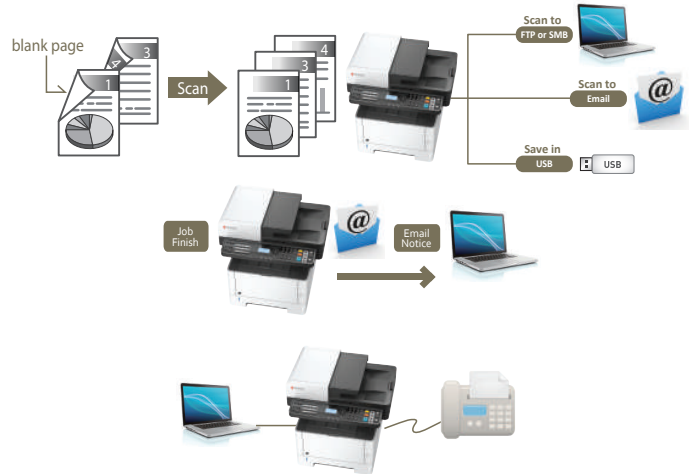 blank page
3
4
1
Scan
4
3
1
Scan to
FTP or SMB
Scan to
Email
@
Save in
USB
USB
Job
Finish
@
Email
Notice